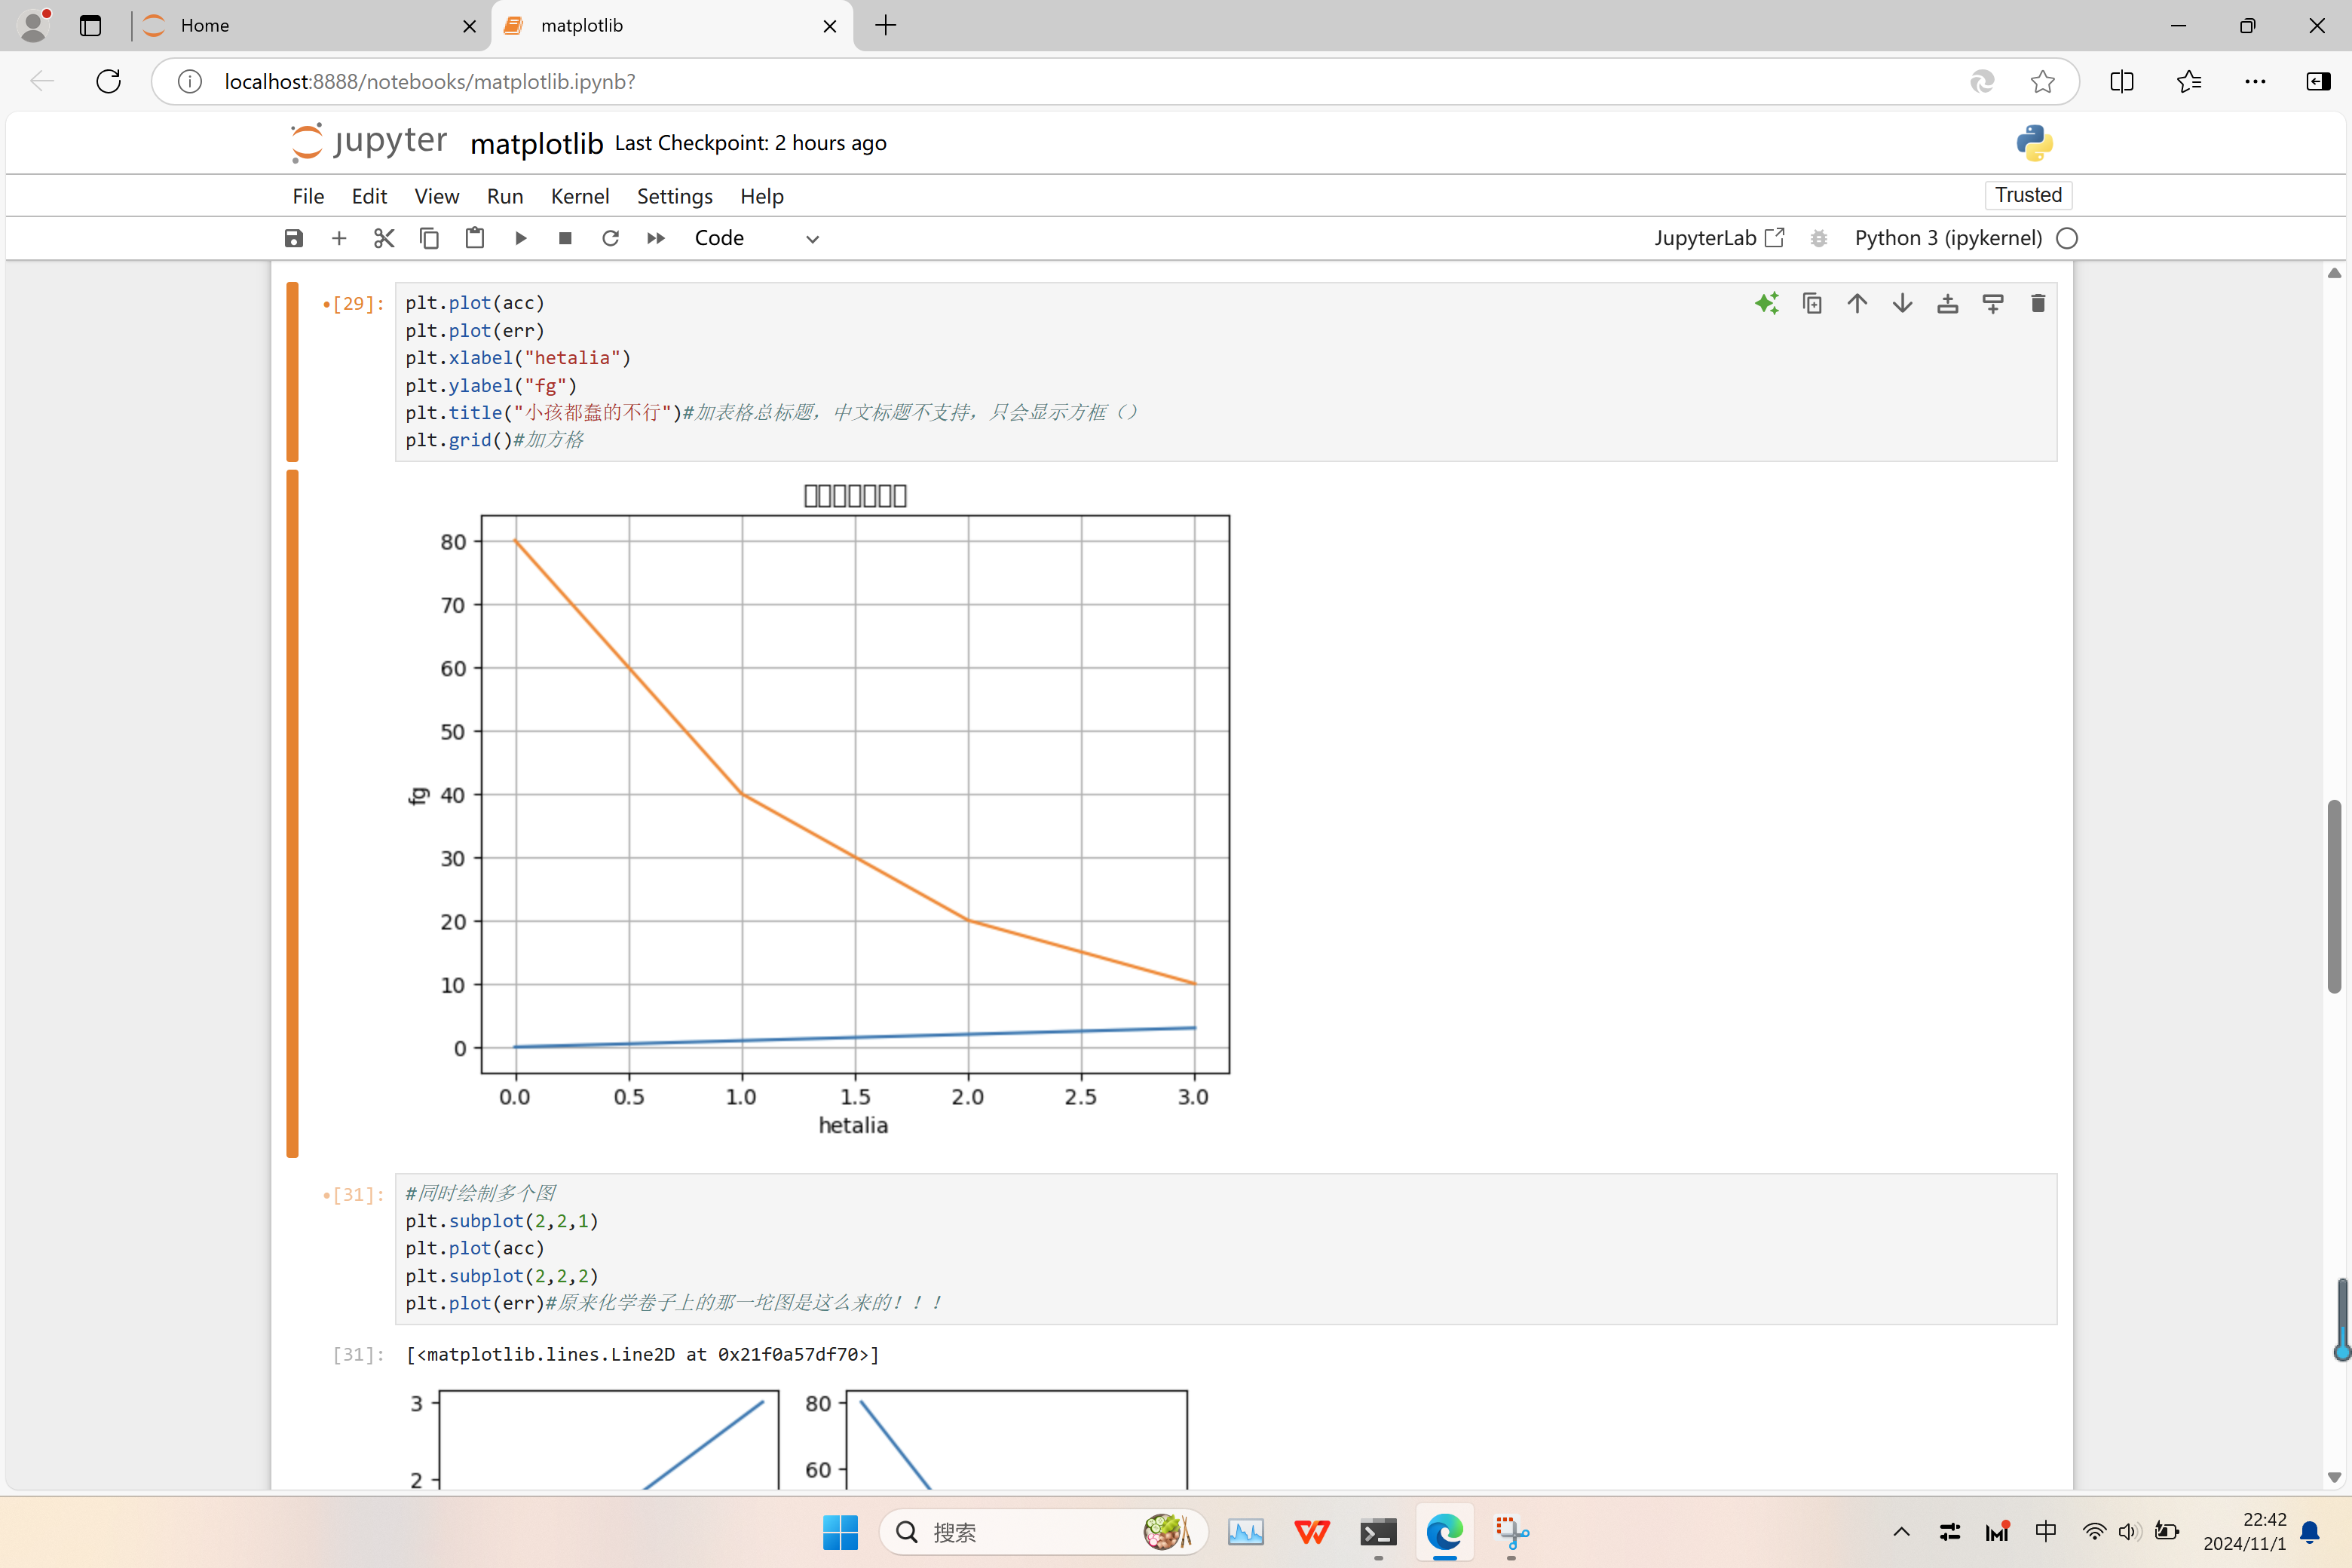 Home
matplotlib
localhost:8888/notebooks/matplotlib.ipynb?
jupyter
matplotlib Last Checkpoint: 2 hours ago
File Edit View Run Kernel Settings Help
Trusted
Code
JupyterLab
Python 3 (ipykernel)
•[29]:
plt.plot(acc)
plt.plot(err)
plt.xlabel("hetalia")
plt.ylabel("fg")
plt.title("小孩都蠢的不行")#加表格总标题，中文标题不支持，只会显示方框（）
plt.grid()#加方格
80
70
60
50
40
30
20
10
0
fg
0.0 0.5 1.0 1.5 2.0 2.5 3.0
hetalia
•[31]:
#同时绘制多个图
plt.subplot(2,2,1)
plt.plot(acc)
plt.subplot(2,2,2)
plt.plot(err)#原来化学卷子上的那一坨图是这么来的！！！
[31]: [<matplotlib.lines.Line2D at 0x21f0a57df70>]
3
2
80
60
搜索
中
22:42
2024/11/1